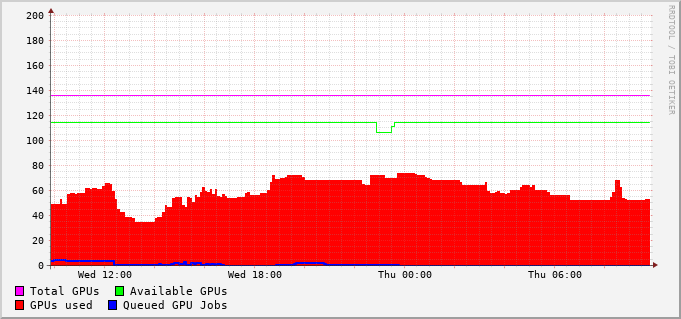 200
180
160
140
120
100
80
60
40
20
0
Wed 12:00 Wed 18:00 Thu 00:00 Thu 06:00
Total GPUs Available GPUs
GPUs used Queued GPU Jobs
RRDTOOL / TOBI OETIKER